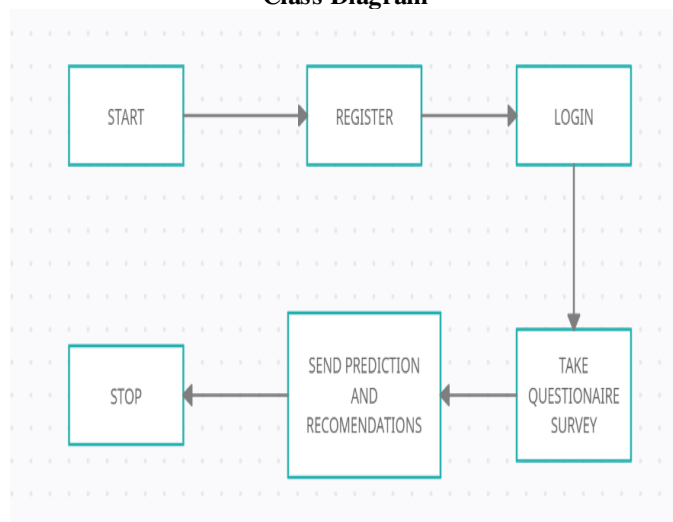 Class Diagram
START
REGISTER
LOGIN
TAKE
QUESTIONAIRE
SURVEY
SEND PREDICTION
AND
RECOMENDATIONS
STOP